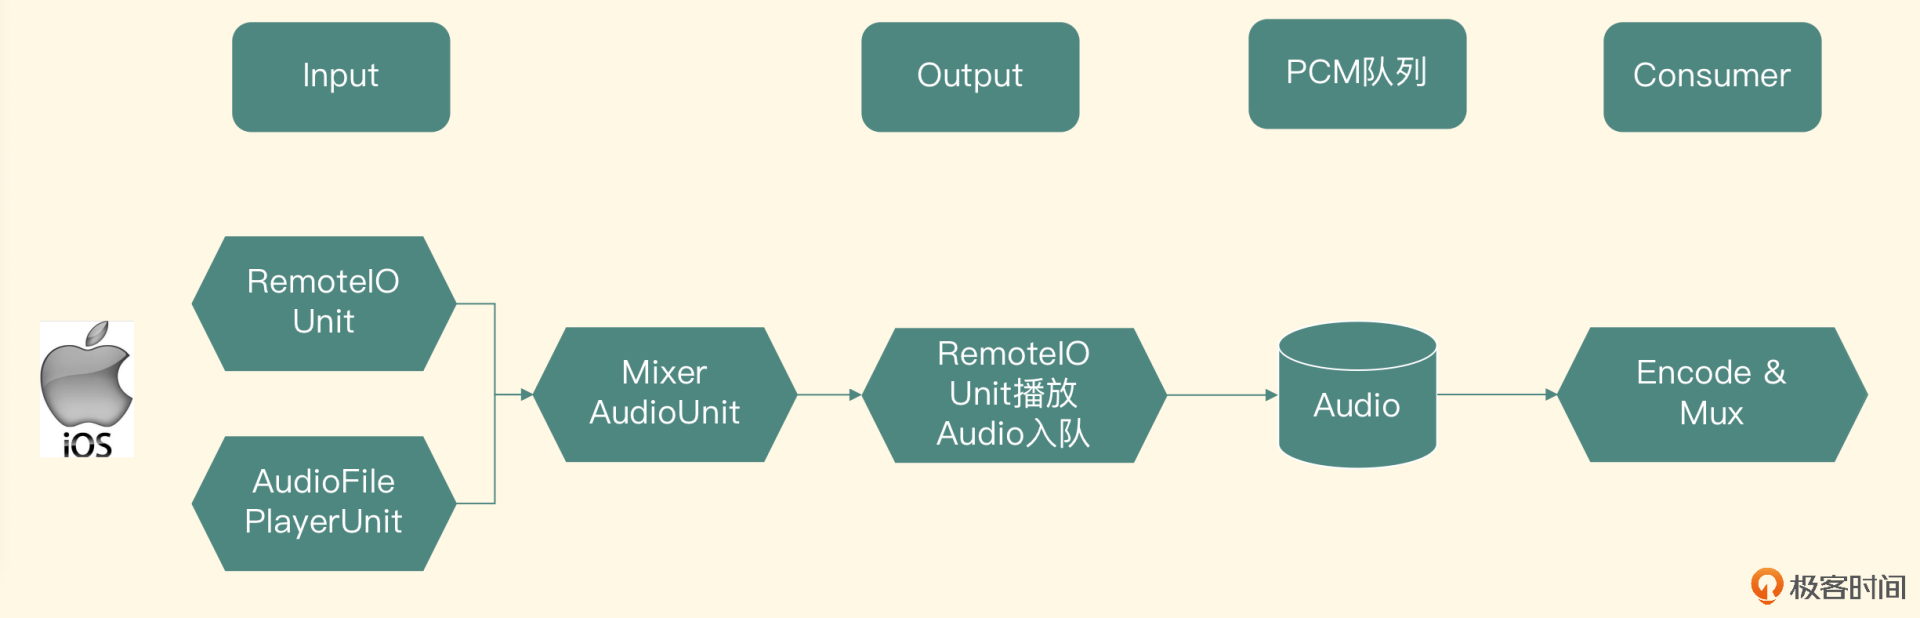 Input
Output
PCM队列
Consumer
RemoteIO
Unit
AudioFile
PlayerUnit
iOS
Mixer
AudioUnit
RemoteIO
Unit播放
Audio入队
Audio
Encode &
Mux
极客时间